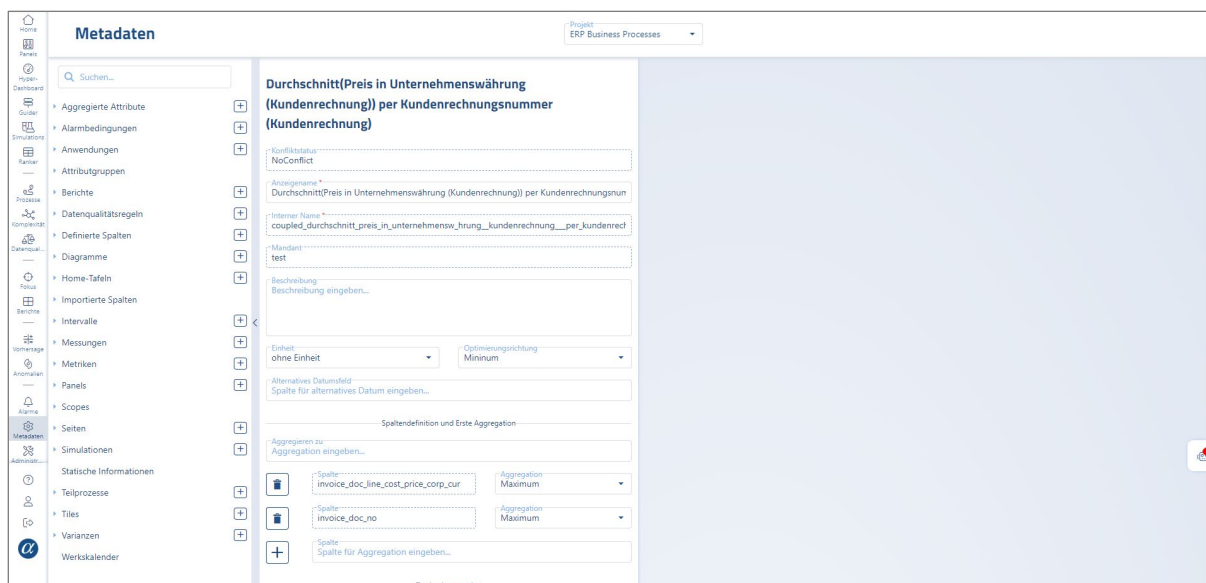 Home
Panels
Hyper-
Dashboard
Guider
Simulations
Ranker
Prozesse
Komplexität
Datenqual...
Fokus
Berichte
Vorhersage
Anomalien
Alarme
Metadaten
Administr...
Metadaten
Projekt
ERP Business Processes
Suchen...
Aggregierte Attribute
Alarmbedingungen
Anwendungen
Attributgruppen
Berichte
Datenqualitätsregeln
Definierte Spalten
Diagramme
Home-Tafeln
Importierte Spalten
Intervalle
Messungen
Metriken
Panels
Scopes
Seiten
Simulationen
Statische Informationen
Teilprozesse
Tiles
Varianzen
Werkskalender
Durchschnitt(Preis in Unternehmenswährung
(Kundenrechnung)) per Kundenrechnungsnummer
(Kundenrechnung)
Konfliktstatus
NoConflict
Anzeigename *
Durchschnitt(Preis in Unternehmenswährung (Kundenrechnung)) per Kundenrechnungsnum
Interner Name *
coupled_durchschnitt_preis_in_unternehmensw_hrung__kundenrechnung__per_kundenrect
Mandant
test
Beschreibung
Beschreibung eingeben...
Einheit
ohne Einheit
Optimierungsrichtung
Mininum
Alternatives Datumsfeld
Spalte für alternatives Datum eingeben...
Spaltendefinition und Erste Aggregation
Aggregieren zu
Aggregation eingeben...
Spalte
invoice_doc_line_cost_price_corp_cur
Aggregation
Maximum
Spalte
invoice_doc_no
Aggregation
Maximum
Spalte
Spalte für Aggregation eingeben...